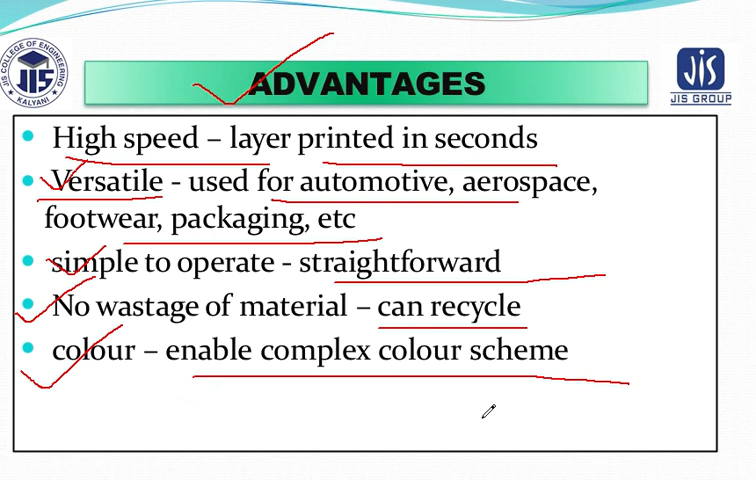 JIS COLLEGE OF ENGINEERING
JIS
KALYANI
ADVANTAGES
JIS
JIS GROUP
High speed – layer printed in seconds
Versatile - used for automotive, aerospace,
footwear, packaging, etc
simple to operate - straightforward
No wastage of material – can recycle
colour – enable complex colour scheme